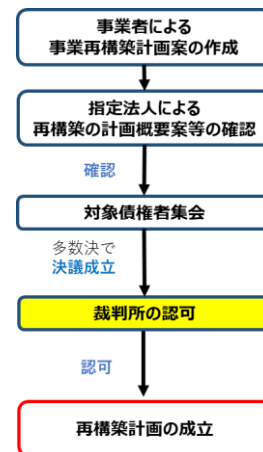 事業者による
事業再構築計画案の作成
指定法人による
再構築の計画概要案等の確認
確認
対象債権者集会
多数決で
決議成立
裁判所の認可
認可
再構築計画の成立